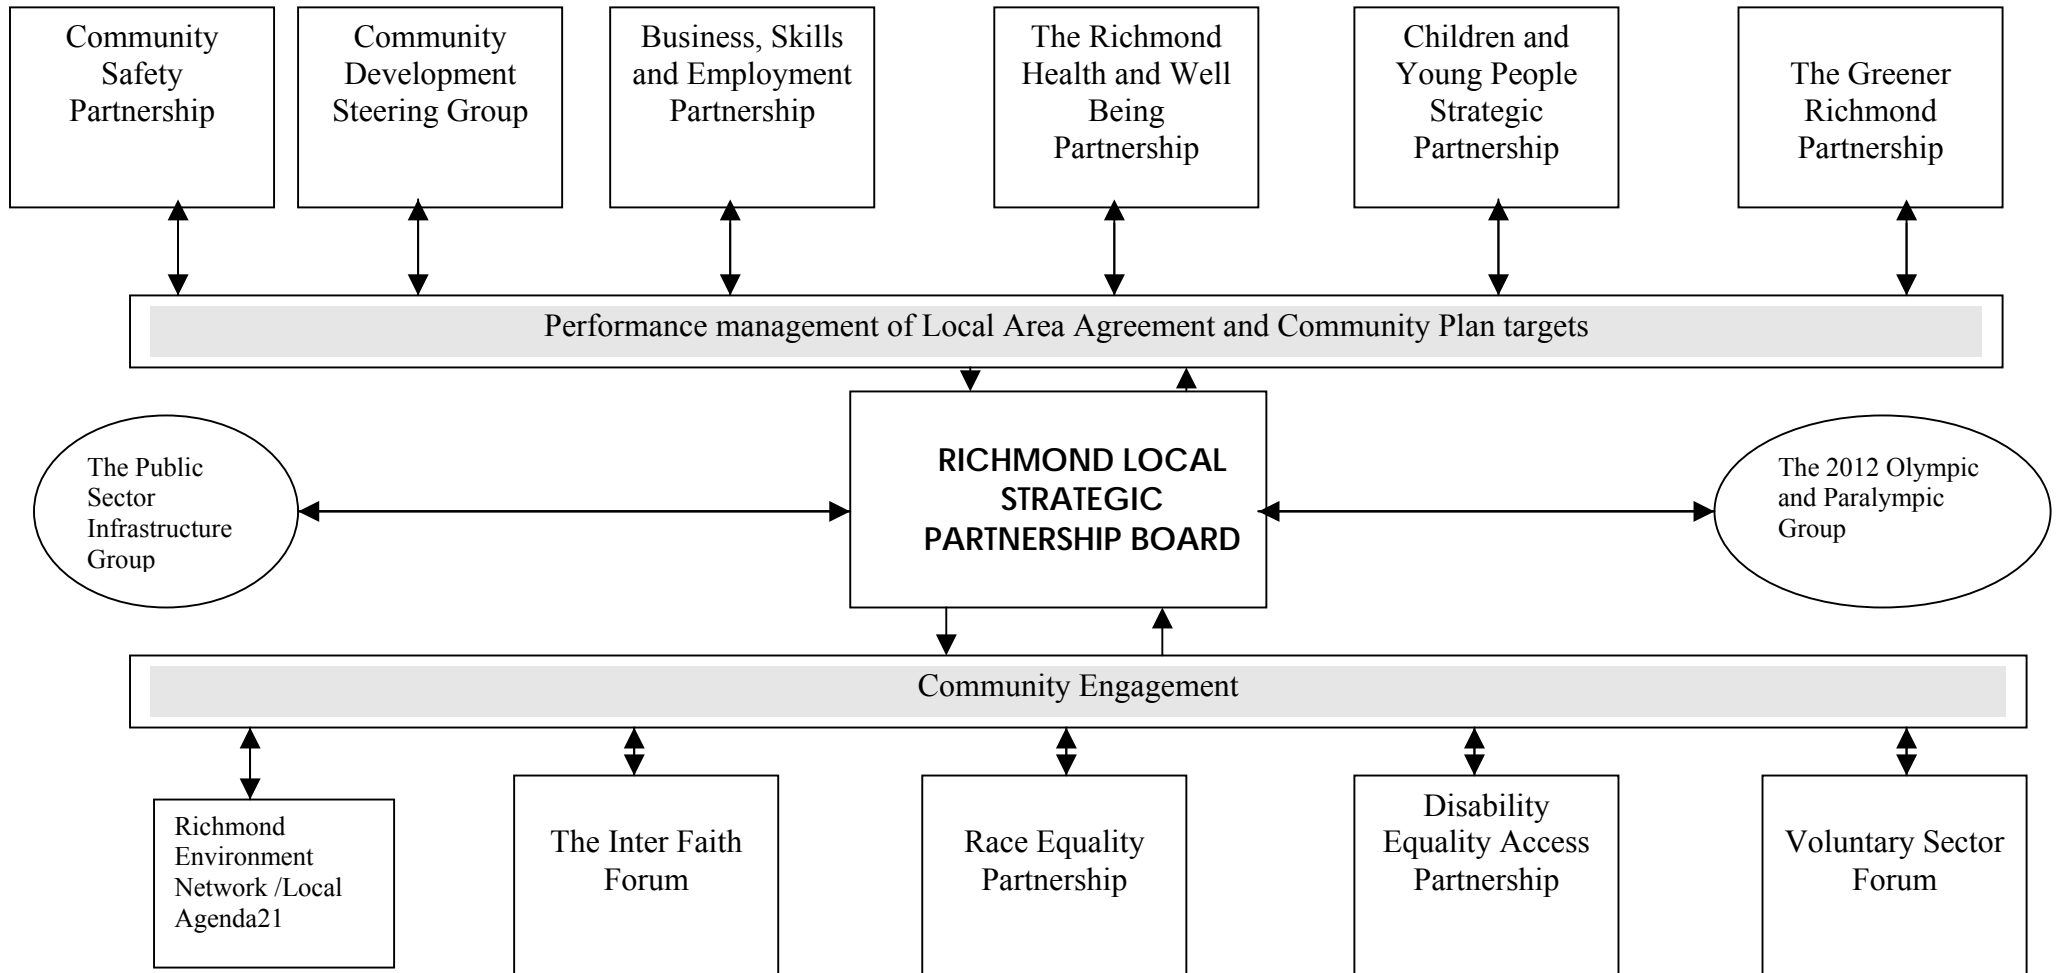 Community
Safety
Partnership
Community
Development
Steering Group
Business, Skills
and Employment
Partnership
The Richmond
Health and Well
Being
Partnership
Children and
Young People
Strategic
Partnership
The Greener
Richmond
Partnership
Performance management of Local Area Agreement and Community Plan targets
The Public
Sector
Infrastructure
Group
RICHMOND LOCAL
STRATEGIC
PARTNERSHIP BOARD
The 2012 Olympic
and Paralympic
Group
Community Engagement
Richmond
Environment
Network /Local
Agenda21
The Inter Faith
Forum
Race Equality
Partnership
Disability
Equality Access
Partnership
Voluntary Sector
Forum